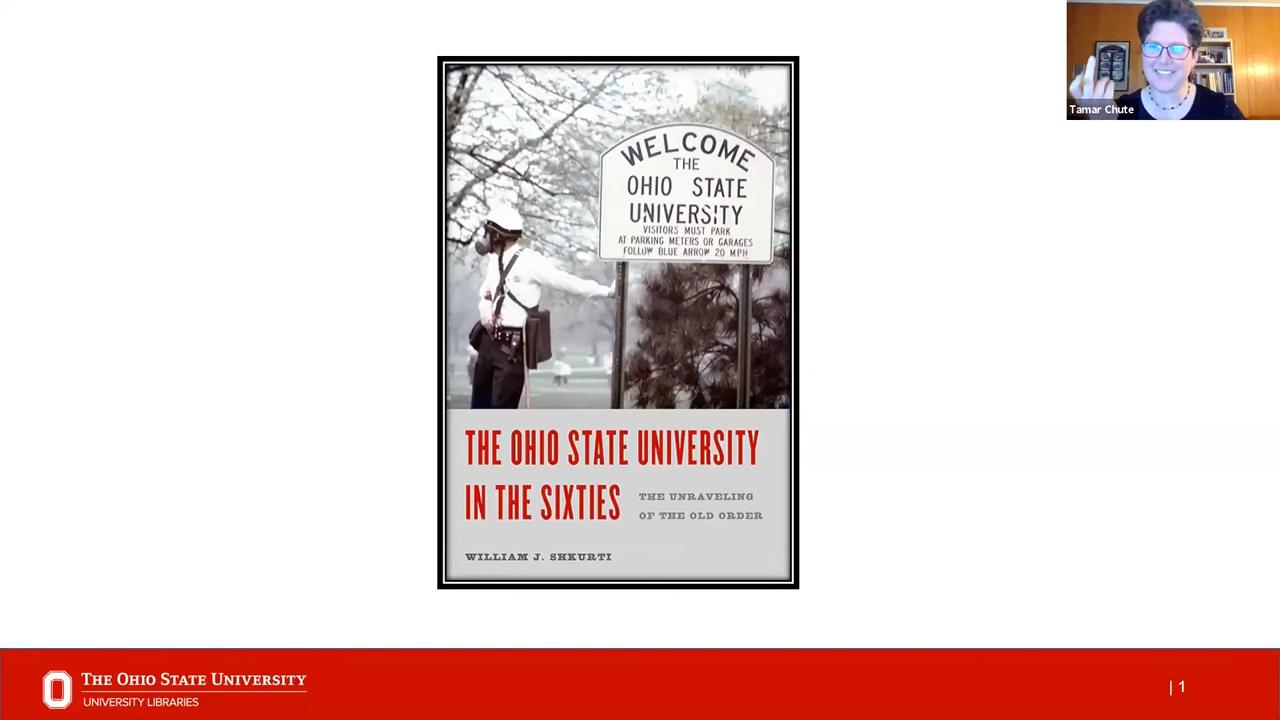 WELCOME
THE
OHIO STATE
UNIVERSITY
VISITORS MUST PARK
AT PARKING METERS OR GARAGES
FOLLOW BLUE ARROW 20 MPH
THE OHIO STATE UNIVERSITY
IN THE SIXTIES
THE UNRAVELING
OF THE OLD ORDER
WILLIAM J. SHKURTI
Tamar Chute
THE OHIO STATE UNIVERSITY
UNIVERSITY LIBRARIES
| 1